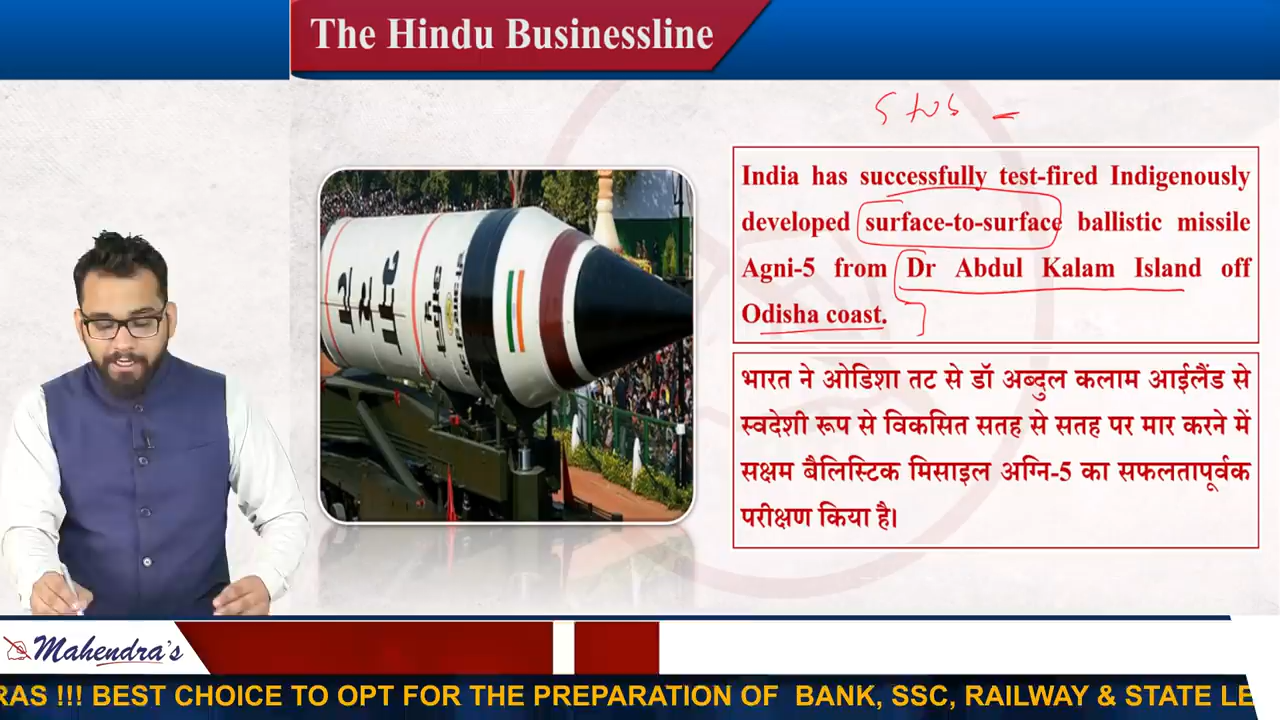 The Hindu Businessline
India has successfully test-fired Indigenously
developed surface-to-surface ballistic missile
Agni-5 from Dr Abdul Kalam Island off
Odisha coast.
भारत ने ओडिशा तट से डॉ अब्दुल कलाम आईलैंड से
स्वदेशी रूप से विकसित सतह से सतह पर मार करने में
सक्षम बैलिस्टिक मिसाइल अग्नि-5 का सफलतापूर्वक
परीक्षण किया है।
Mahendra's
RAS !!! BEST CHOICE TO OPT FOR THE PREPARATION OF BANK, SSC, RAILWAY & STATE LE